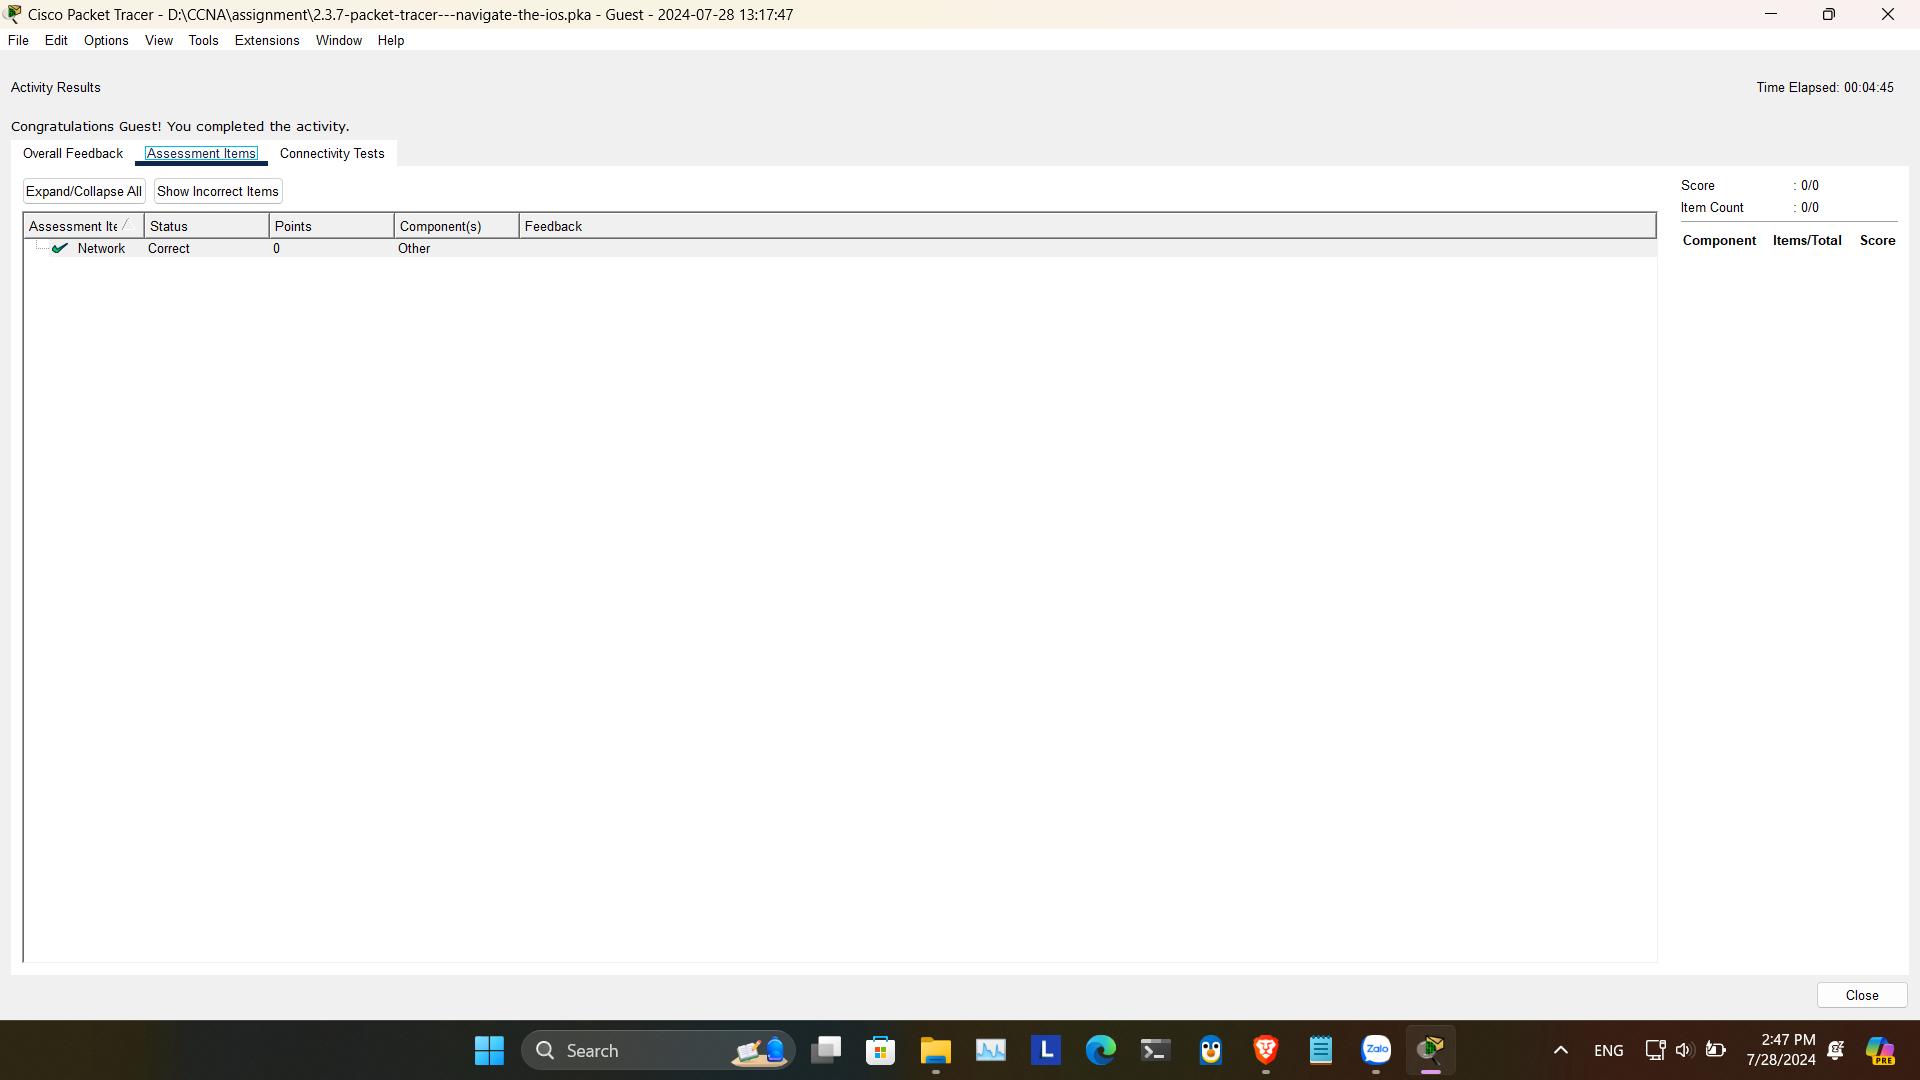 Cisco Packet Tracer - D:\CCNA\assignment\2.3.7-packet-tracer---navigate-the-ios.pka - Guest - 2024-07-28 13:17:47
File Edit Options View Tools Extensions Window Help
Activity Results Time Elapsed: 00:04:45
Congratulations Guest! You completed the activity.
Overall Feedback Assessment Items Connectivity Tests
Expand/Collapse All Show Incorrect Items
Score : 0/0
Item Count : 0/0
Component Items/Total Score
Assessment Ite Status Points Component(s) Feedback
Network Correct 0 Other
Close
Search
L
Zalo
ENG
2:47 PM
7/28/2024
PRE